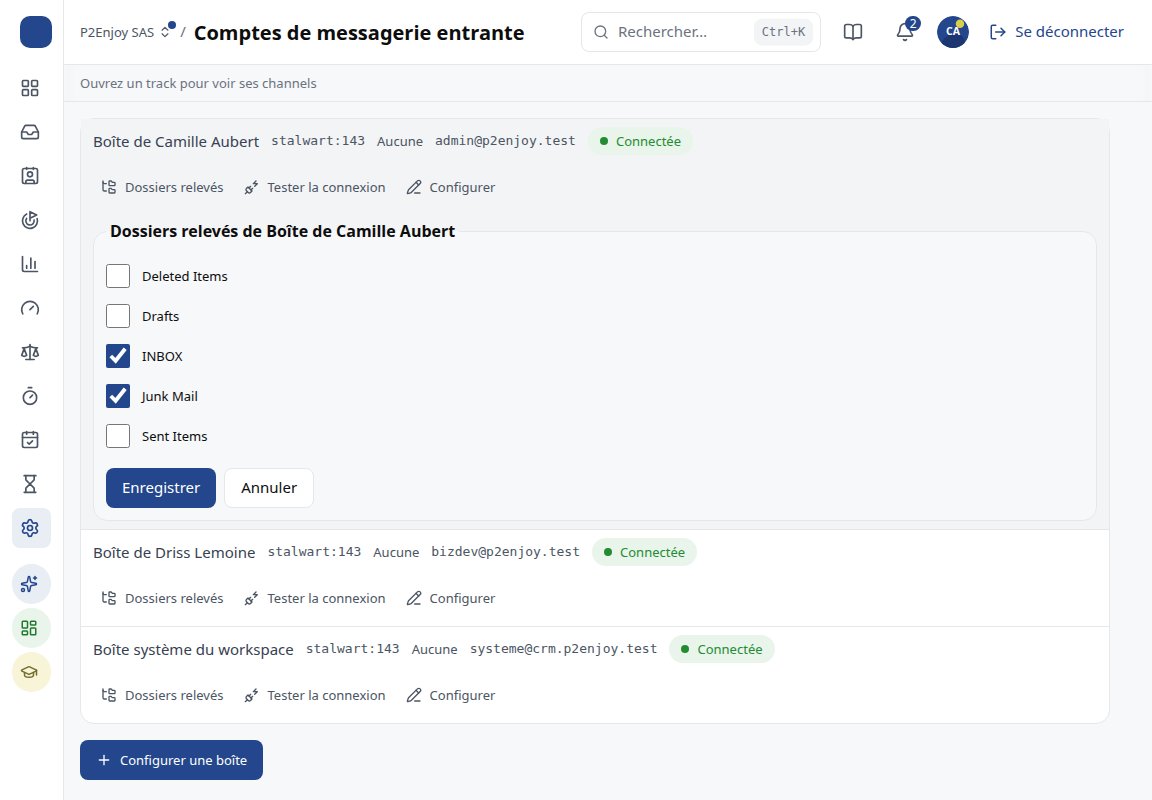 P2Enjoy SAS / Comptes de messagerie entrante
Rechercher... Ctrl+K
2
CA
Se déconnecter
Ouvrez un track pour voir ses channels
Boîte de Camille Aubert stalwart:143 Aucune admin@p2enjoy.test Connectée
Dossiers relevés Tester la connexion Configurer
Dossiers relevés de Boîte de Camille Aubert
Deleted Items
Drafts
INBOX
Junk Mail
Sent Items
Enregistrer Annuler
Boîte de Driss Lemoine stalwart:143 Aucune bizdev@p2enjoy.test Connectée
Dossiers relevés Tester la connexion Configurer
Boîte système du workspace stalwart:143 Aucune systeme@crm.p2enjoy.test Connectée
Dossiers relevés Tester la connexion Configurer
Configurer une boîte